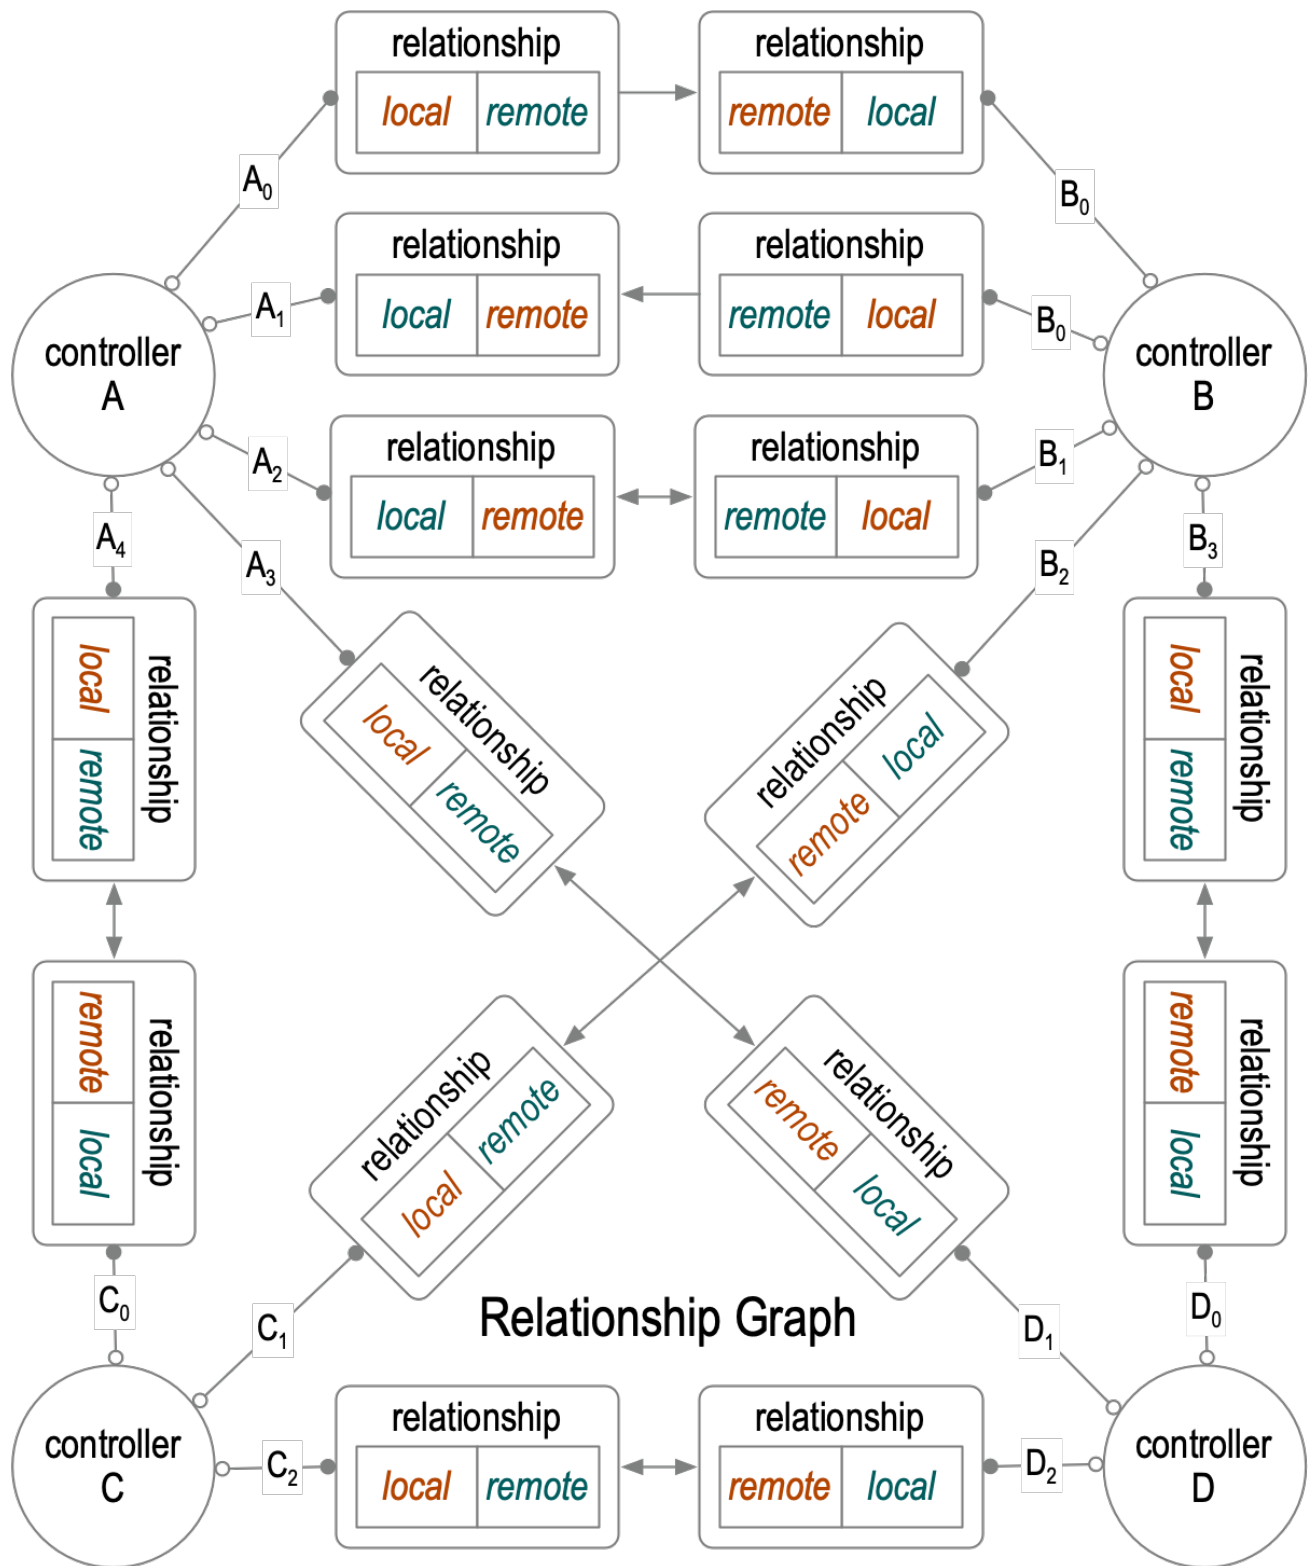 relationship
relationship
local remote
remote local
A0
B0
relationship
relationship
A1
local remote
remote local
B0
controller
A
controller
B
relationship
relationship
A2
B1
local remote
remote local
A4
A3
B2
B3
local
remote
relationship
relationship
local
remote
relationship
remote
local
local
remote
relationship
remote
local
relationship
relationship
local
remote
relationship
remote
local
remote
local
relationship
C0
C1
Relationship Graph
D1
D0
controller
C
C2
relationship
local remote
relationship
remote local
D2
controller
D